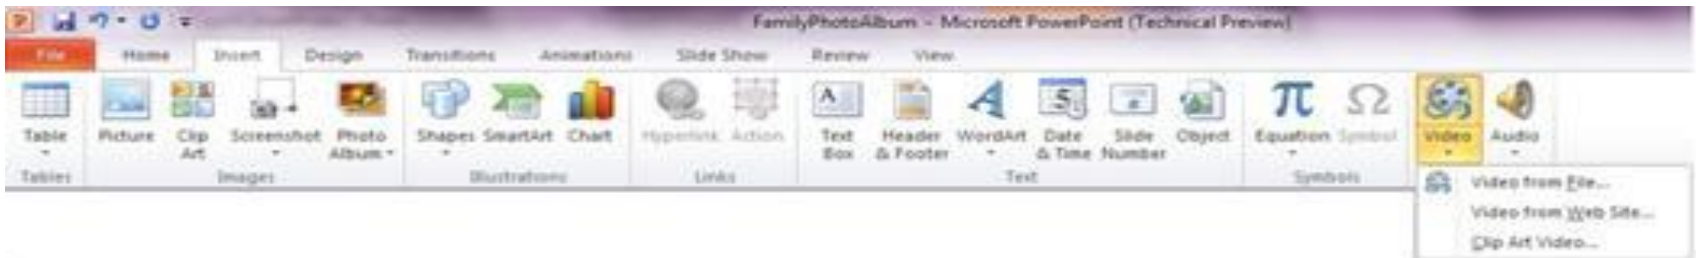 FamilyPhotoAlbum - Microsoft PowerPoint (Technical Preview)
File Home Insert Design Transitions Animations Slide Show Review View
Table Picture Clip Art Screenshot Photo Album Shapes SmartArt Chart Hyperlink Action Text Box Header & Footer WordArt Date & Time Slide Number Object Equation Symbol Video Audio
Tables Images Illustrations Links Text Symbols
Video from File...
Video from Web Site...
Clip Art Video...